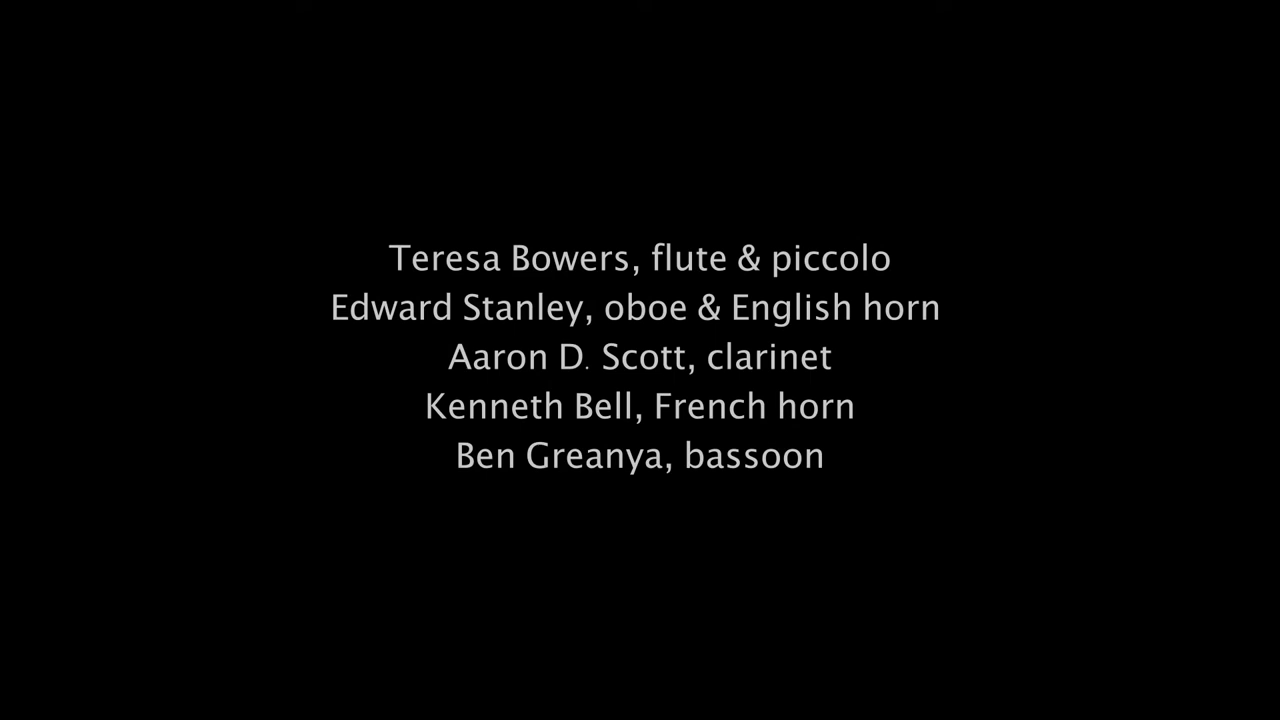 Teresa Bowers, flute & piccolo
Edward Stanley, oboe & English horn
Aaron D. Scott, clarinet
Kenneth Bell, French horn
Ben Greanya, bassoon